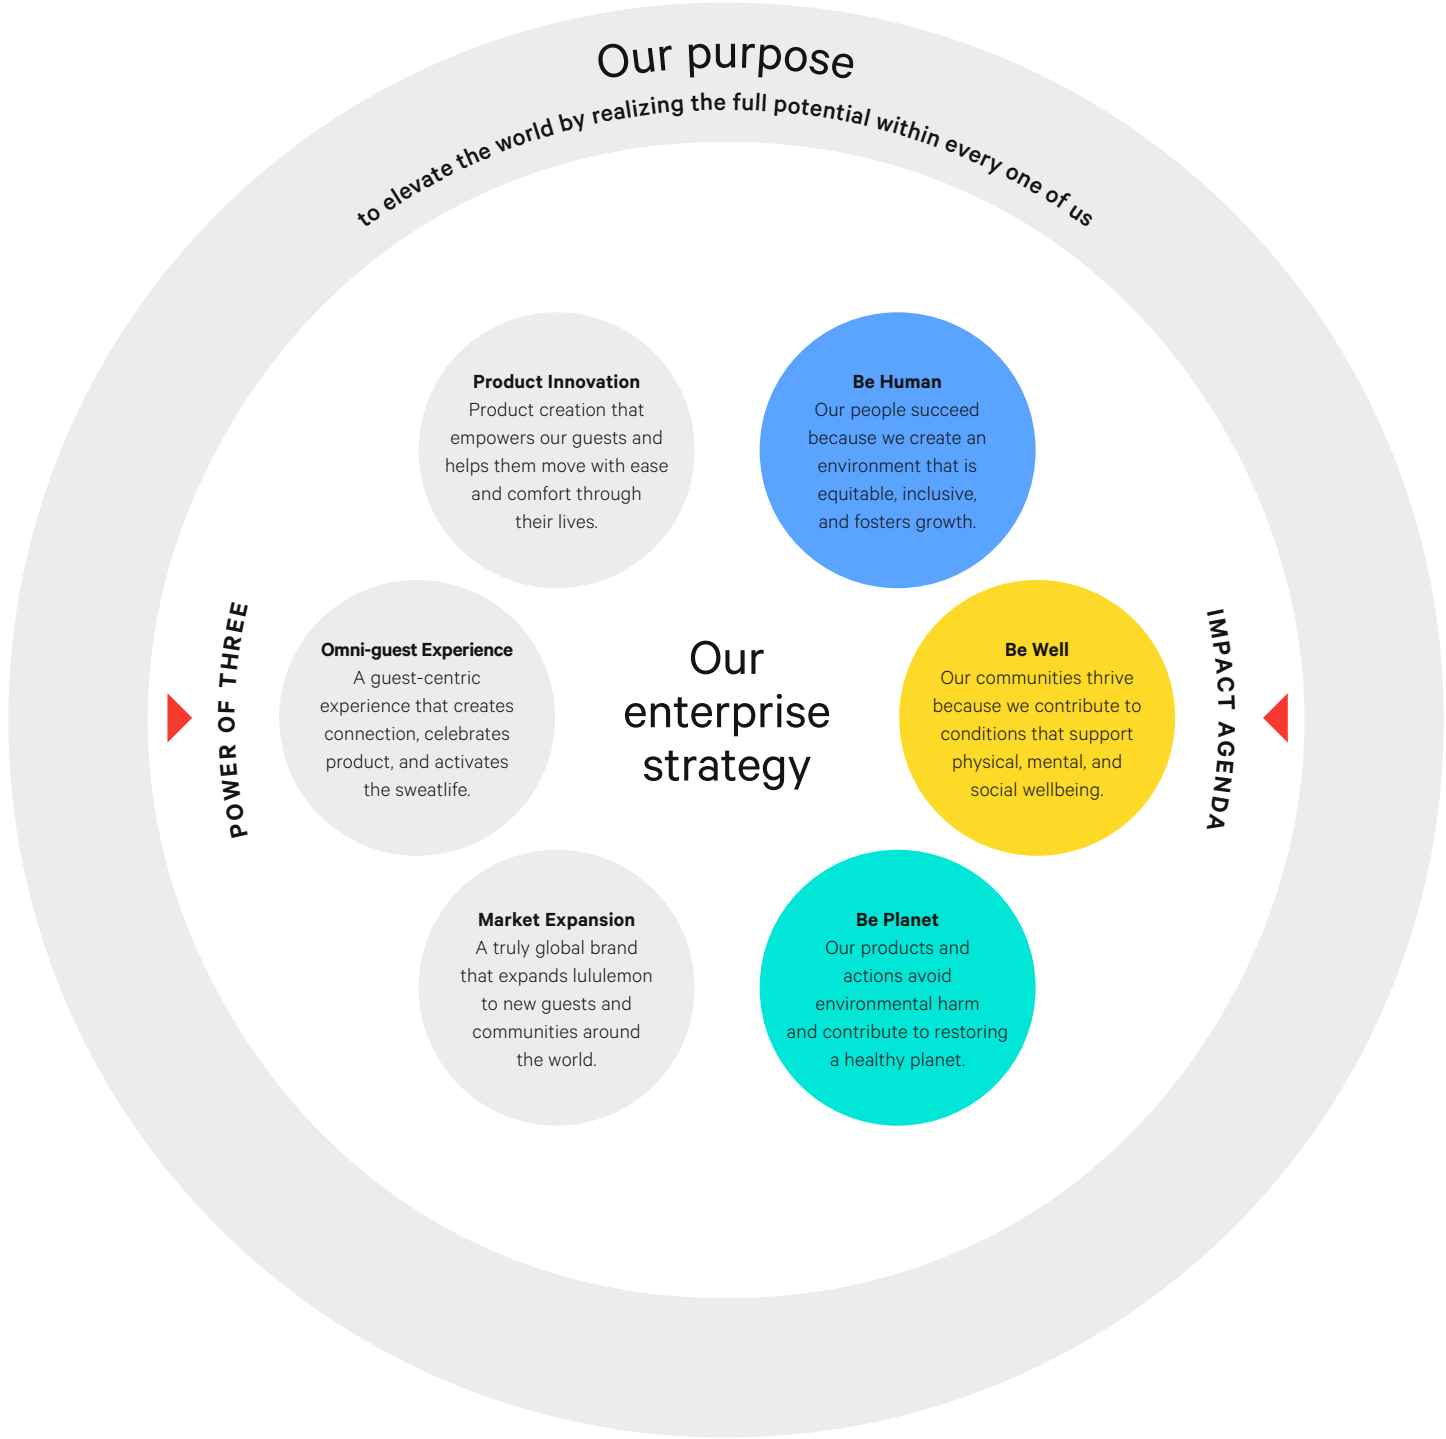 Our purpose
to elevate the world by realizing the full potential within every one of us
Product Innovation
Product creation that
empowers our guests and
helps them move with ease
and comfort through
their lives.
Be Human
Our people succeed
because we create an
environment that is
equitable, inclusive,
and fosters growth.
POWER OF THREE
Omni-guest Experience
A guest-centric
experience that creates
connection, celebrates
product, and activates
the sweatlife.
Our
enterprise
strategy
Be Well
Our communities thrive
because we contribute to
conditions that support
physical, mental, and
social wellbeing.
IMPACT AGENDA
Market Expansion
A truly global brand
that expands lululemon
to new guests and
communities around
the world.
Be Planet
Our products and
actions avoid
environmental harm
and contribute to restoring
a healthy planet.